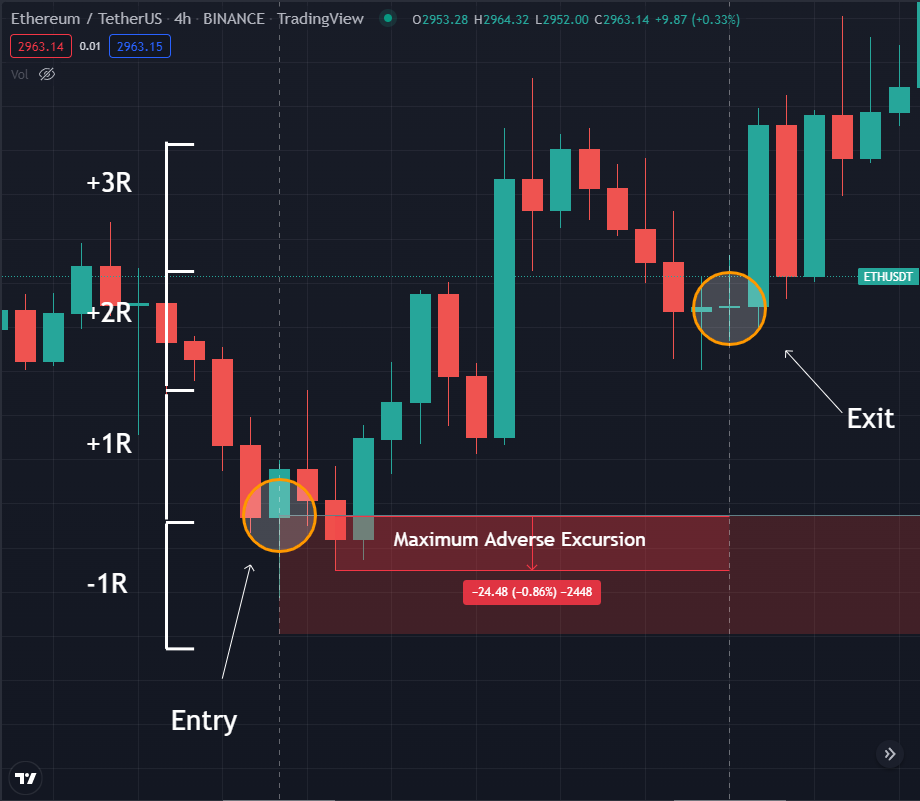 Ethereum / TetherUS · 4h · BINANCE · TradingView O2953.28 H2964.32 L2952.00 C2963.14 +9.87 (+0.33%)
2963.14 0.01 2963.15
Vol
+3R
ETHUSDT
+2R
Exit
+1R
Maximum Adverse Excursion
-1R
−24.48 (−0.86%) −2448
Entry